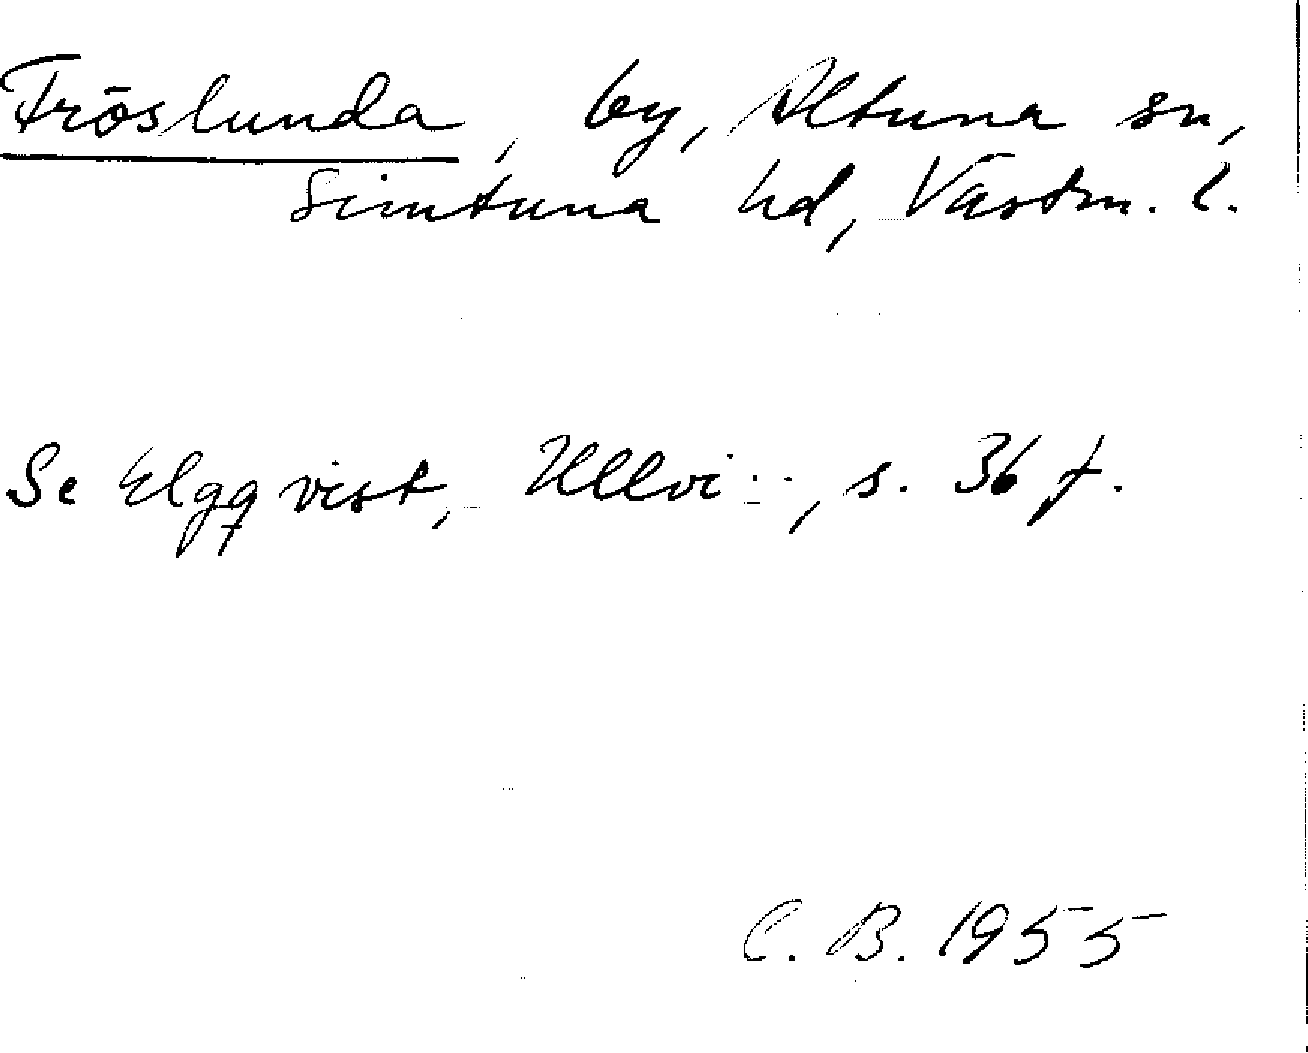 Fröslunda, by, Altuna sn,
Simtuna hd, Västm. l.
Se Elgqvist, Ullvi..., s. 36 f.
C. B. 1955